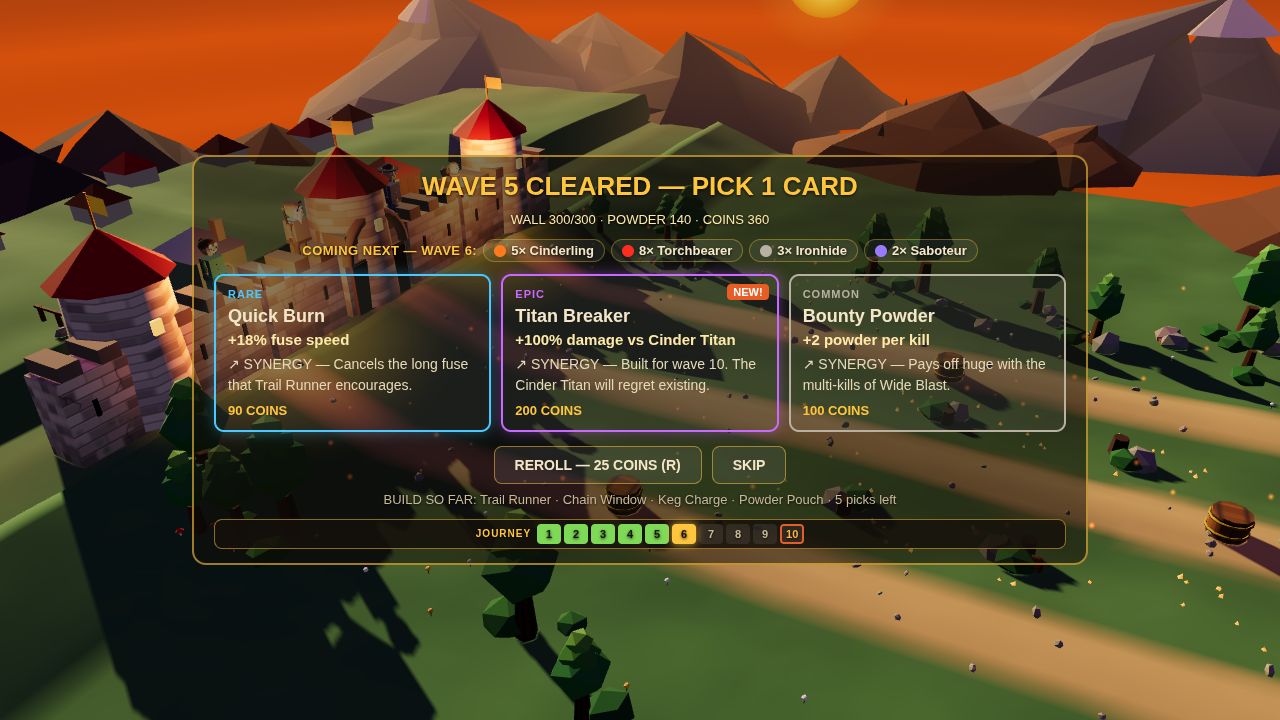 WAVE 5 CLEARED — PICK 1 CARD
WALL 300/300 · POWDER 140 · COINS 360
COMING NEXT — WAVE 6: 5× Cinderling 8× Torchbearer 3× Ironhide 2× Saboteur
RARE
Quick Burn
+18% fuse speed
↗ SYNERGY — Cancels the long fuse
that Trail Runner encourages.
90 COINS
EPIC
NEW!
Titan Breaker
+100% damage vs Cinder Titan
↗ SYNERGY — Built for wave 10. The
Cinder Titan will regret existing.
200 COINS
COMMON
Bounty Powder
+2 powder per kill
↗ SYNERGY — Pays off huge with the
multi-kills of Wide Blast.
100 COINS
REROLL — 25 COINS (R) SKIP
BUILD SO FAR: Trail Runner · Chain Window · Keg Charge · Powder Pouch · 5 picks left
JOURNEY 1 2 3 4 5 6 7 8 9 10